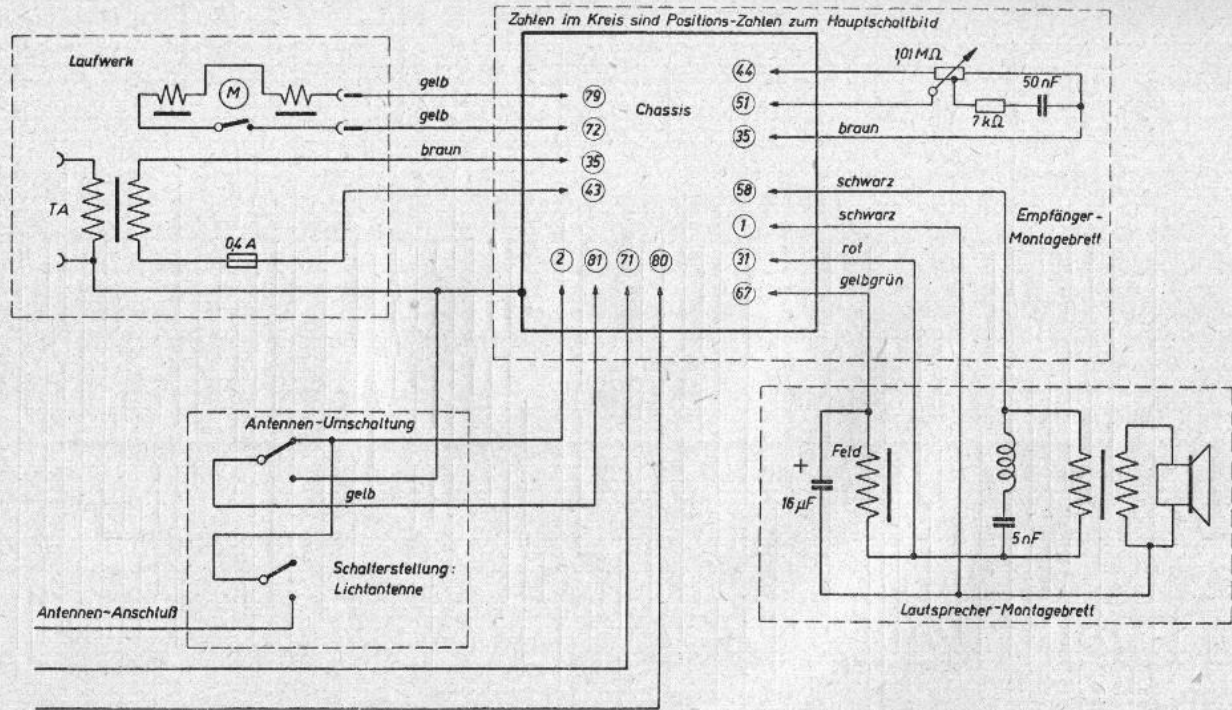 Zahlen im Kreis sind Positions-Zahlen zum Hauptschaltbild
Laufwerk
M
gelb
79
gelb
72
braun
35
43
TA
0,4 A
Chassis
44
1,01 MΩ
50 nF
51
7 kΩ
35
braun
58
schwarz
1
schwarz
Empfänger-
Montagebrett
31
rot
67
gelbgrün
2
81
71
80
Antennen-Umschaltung
gelb
Schalterstellung:
Lichtantenne
Antennen-Anschluß
Feld
+
16 µF
5 nF
Lautsprecher-Montagebrett